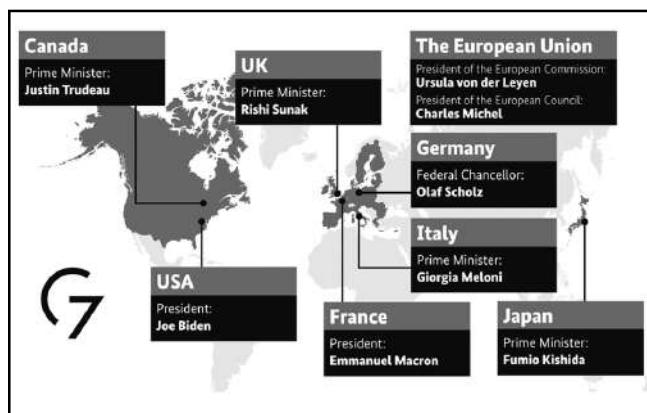 Canada
Prime Minister:
Justin Trudeau
UK
Prime Minister:
Rishi Sunak
The European Union
President of the European Commission:
Ursula von der Leyen
President of the European Council:
Charles Michel
Germany
Federal Chancellor:
Olaf Scholz
Italy
Prime Minister:
Giorgia Meloni
G7
USA
President:
Joe Biden
France
President:
Emmanuel Macron
Japan
Prime Minister:
Fumio Kishida